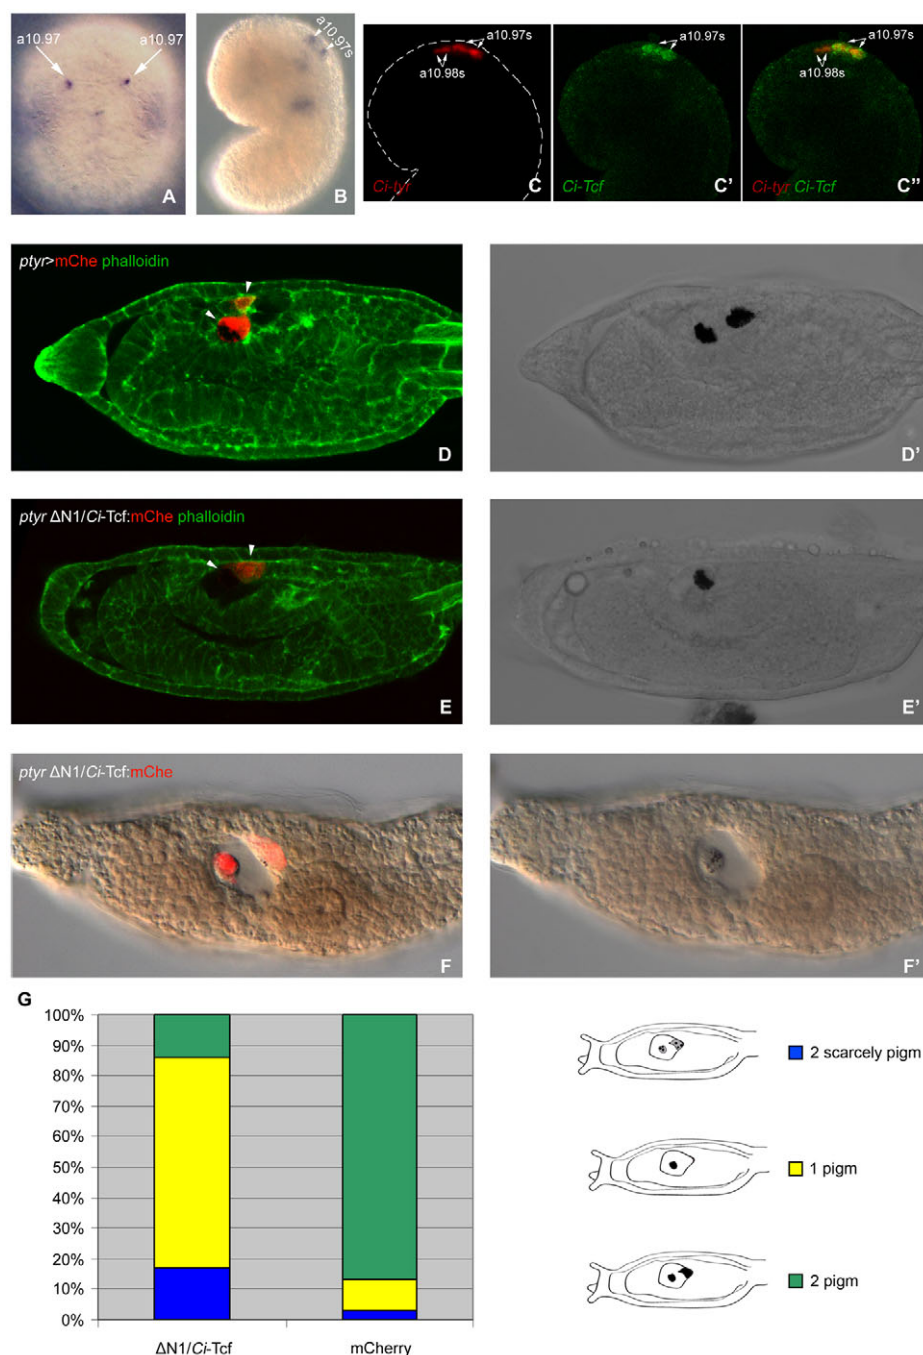 a10.97
a10.97
A
a10.97s
B
a10.97s
a10.98s
Ci-tyr
C
a10.97s
Ci-Tcf
C'
a10.97s
a10.98s
Ci-tyr Ci-Tcf
C''
ptyr>mChe phalloidin
D
D'
ptyr ΔN1/Ci-Tcf:mChe phalloidin
E
E'
ptyr ΔN1/Ci-Tcf:mChe
F
F'
G
100%
90%
80%
70%
60%
50%
40%
30%
20%
10%
0%
ΔN1/Ci-Tcf
mCherry
2 scarcely pigm
1 pigm
2 pigm